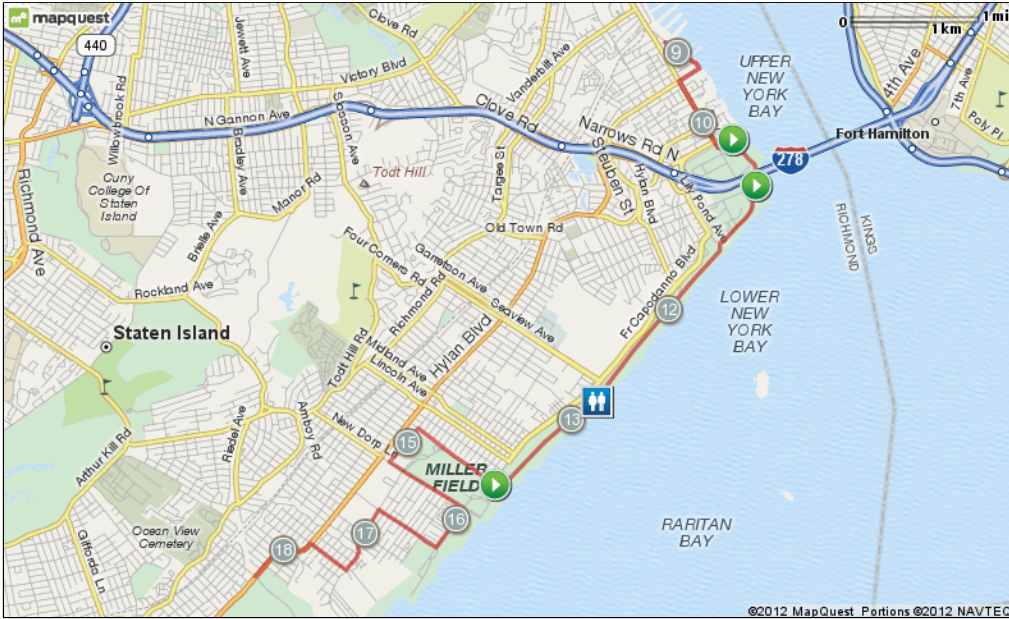 mapquest
440
Jewett Ave
Clove Rd
Victory Blvd
Vanderbilt Ave
9
UPPER
NEW
YORK
BAY
0
1 mi
1 km
4th Ave
7th Ave
Poly Pl
Willowbrook Rd
N Gannon Ave
Bradley Ave
Slosson Ave
Clove Rd
Narrows Rd N
10
Fort Hamilton
278
Todt Hill
Targee St
Steuben St
Hylan Blvd
Lily Pond Ave
Cuny
College Of
Staten
Island
Manor Rd
Brielle Ave
Richmond Ave
Old Town Rd
Four Corners Rd
Garretson Ave
Richmond Rd
Seaview Ave
Fr Capodanno Blvd
KINGS
RICHMOND
Rockland Ave
12
LOWER
NEW
YORK
BAY
Staten Island
Todt Hill Rd
Midland Ave
Lincoln Ave
Hylan Blvd
13
Riedel Ave
Amboy Rd
New Dorp Ln
15
Arthur Kill Rd
MILLER
FIELD
16
17
18
Ocean View
Cemetery
Giffords Ln
RARITAN
BAY
©2012 MapQuest Portions ©2012 NAVTEQ